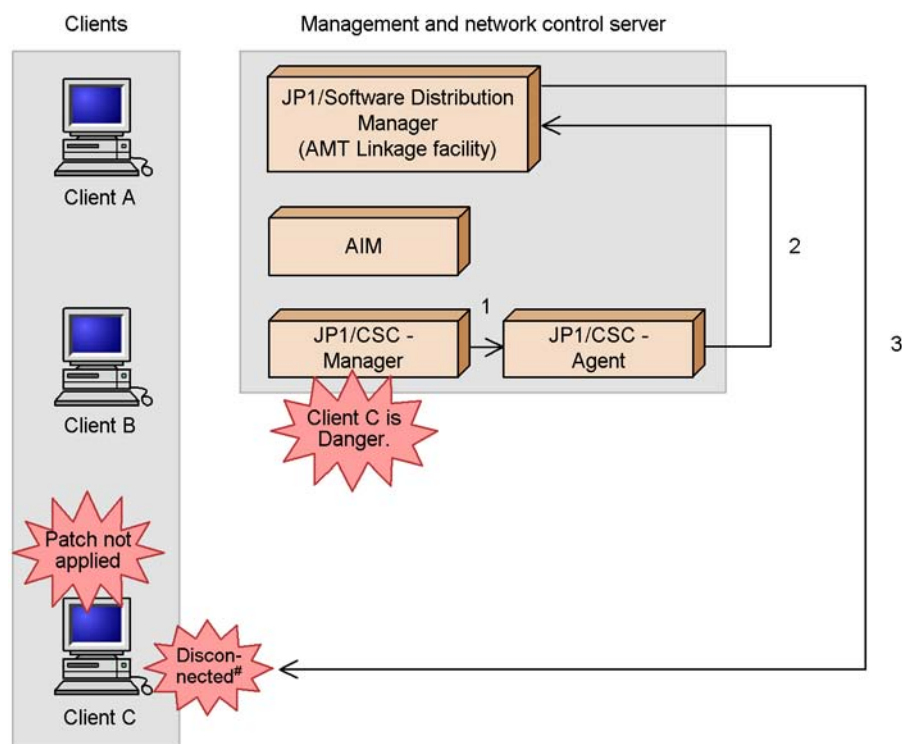 Clients
Management and network control server
JP1/Software Distribution
Manager
(AMT Linkage facility)
Client A
2
AIM
1
JP1/CSC -
Manager
JP1/CSC -
Agent
3
Client B
Client C is
Danger.
Patch not
applied
Discon-
nected#
Client C